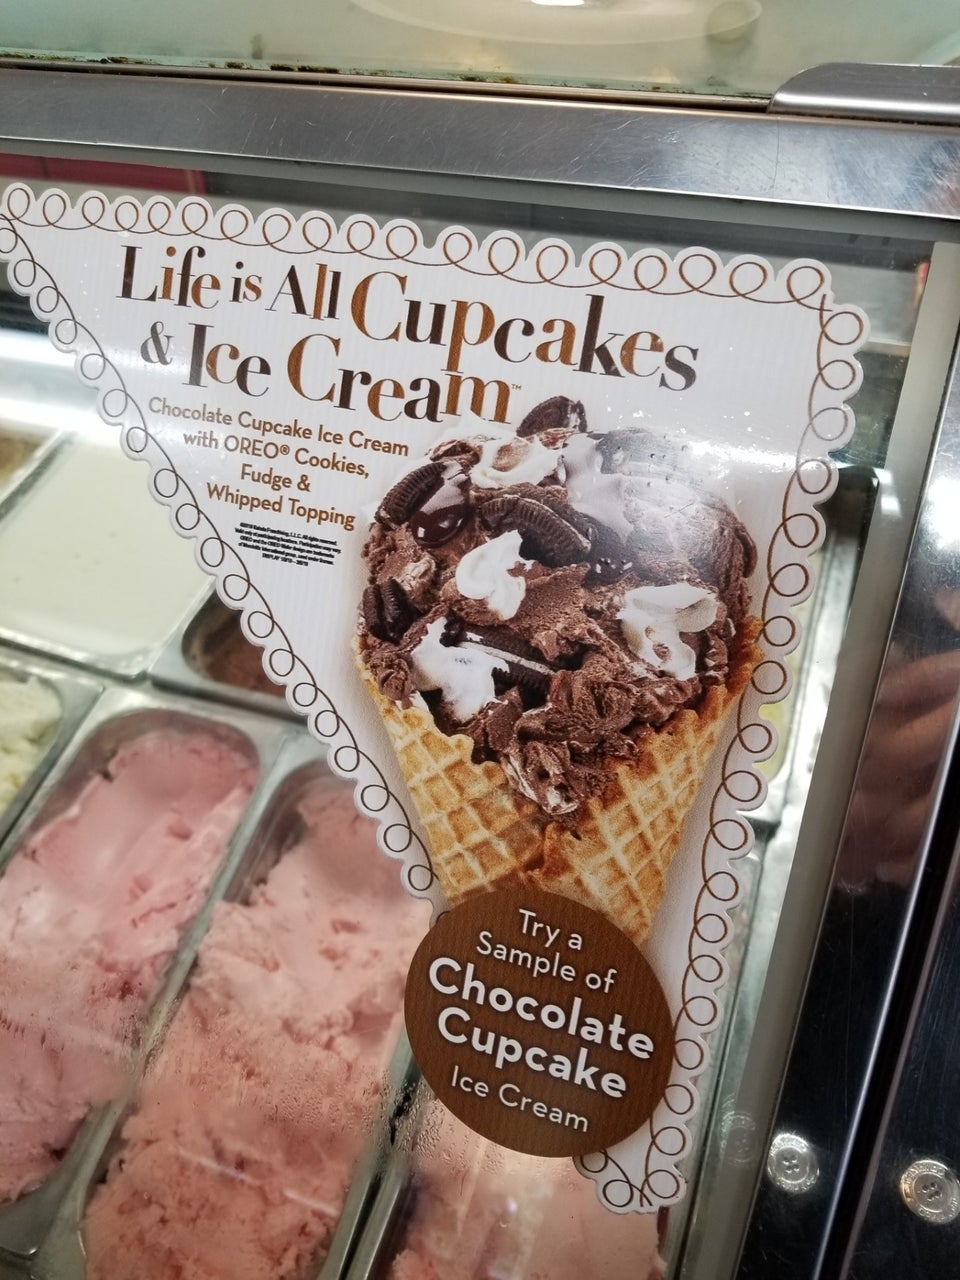 Life is All Cupcakes
& Ice Cream™
Chocolate Cupcake Ice Cream
with OREO® Cookies,
Fudge &
Whipped Topping
Try a
Sample of
Chocolate
Cupcake
Ice Cream